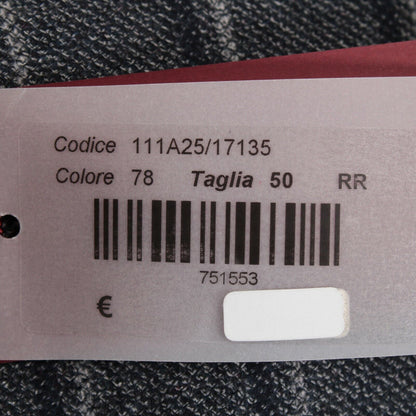 Codice 111A25/17135
Colore 78 Taglia 50 RR
751553
€